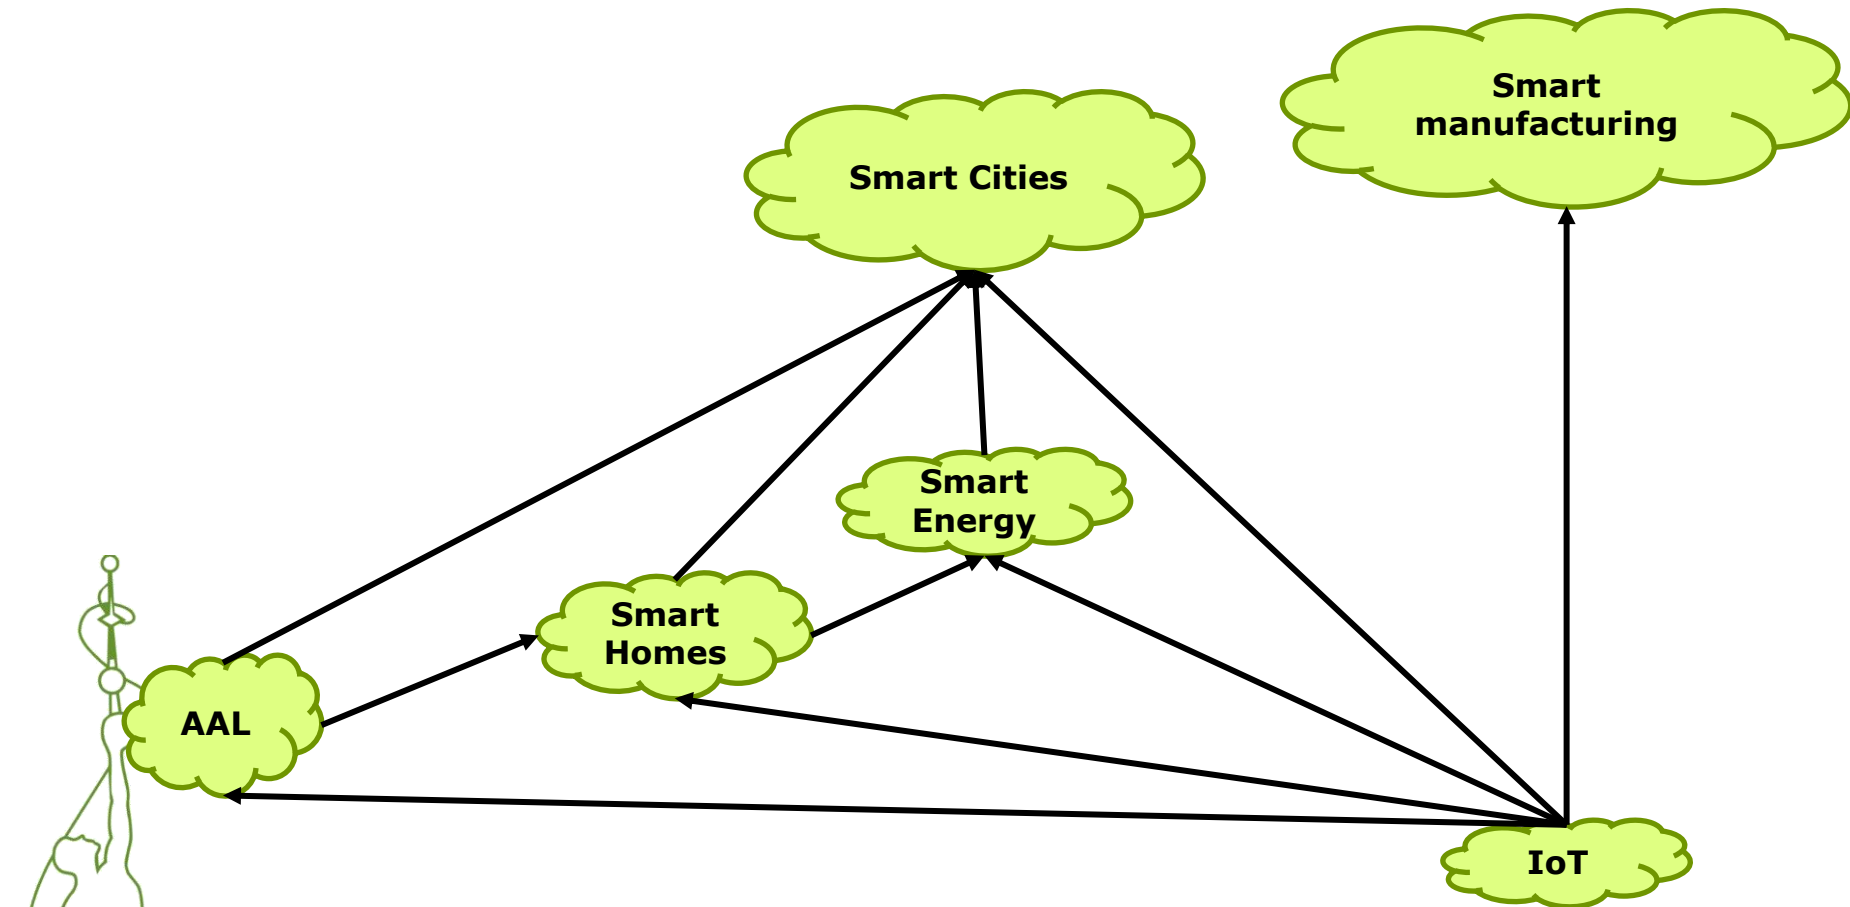 Smart
manufacturing
Smart Cities
Smart
Energy
Smart
Homes
AAL
IoT